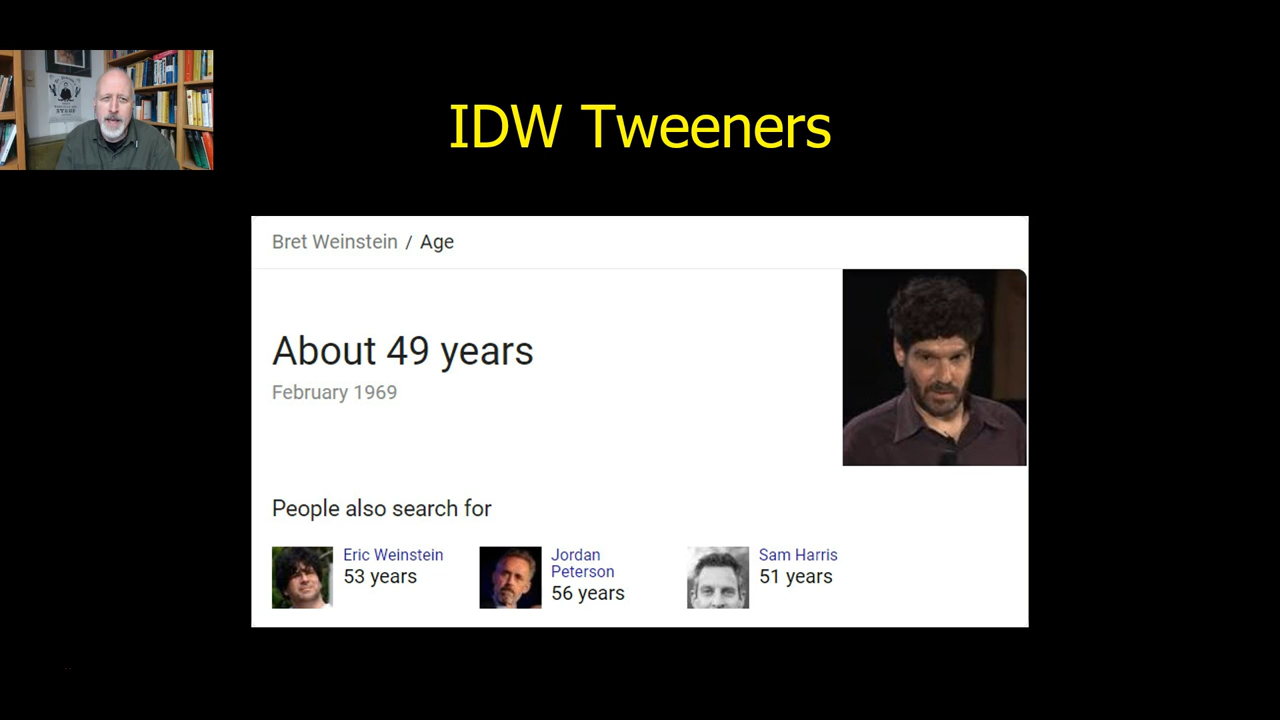 IDW Tweeners
Bret Weinstein / Age
About 49 years
February 1969
People also search for
Eric Weinstein
53 years
Jordan
Peterson
56 years
Sam Harris
51 years